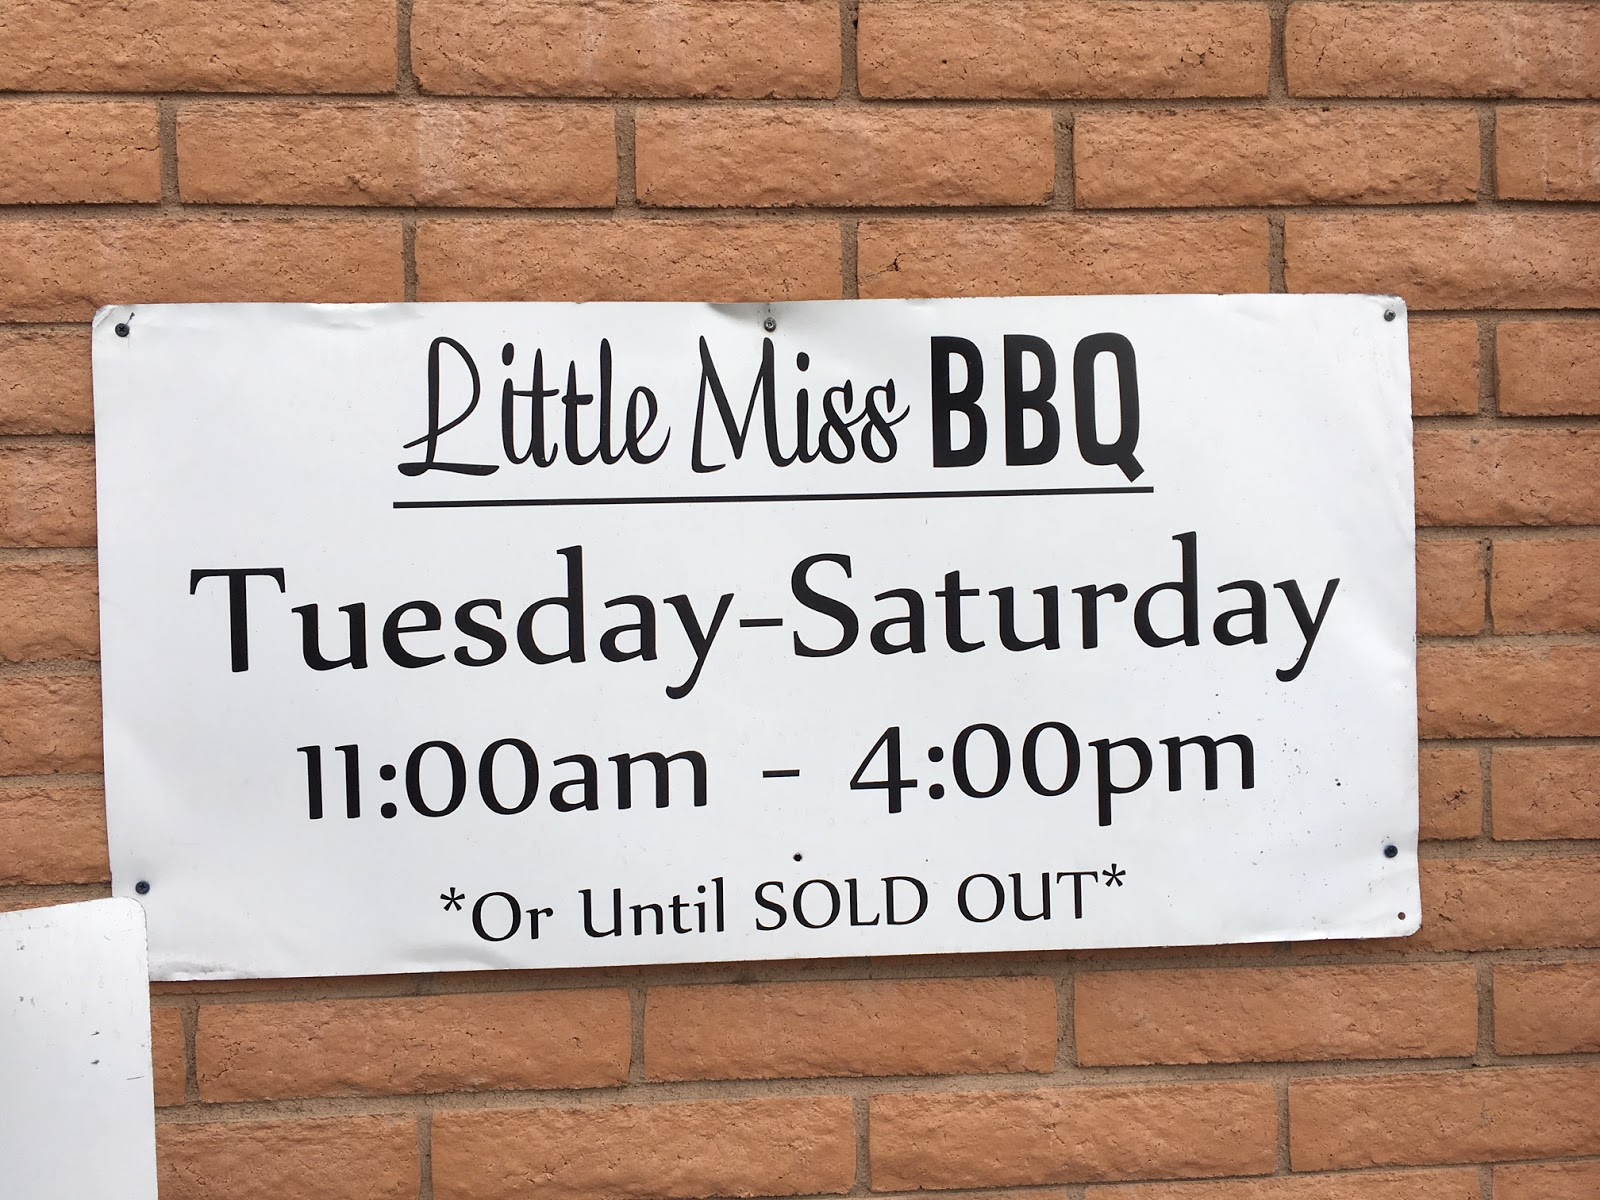 Little Miss BBQ
Tuesday-Saturday
11:00am - 4:00pm
*Or Until SOLD OUT*